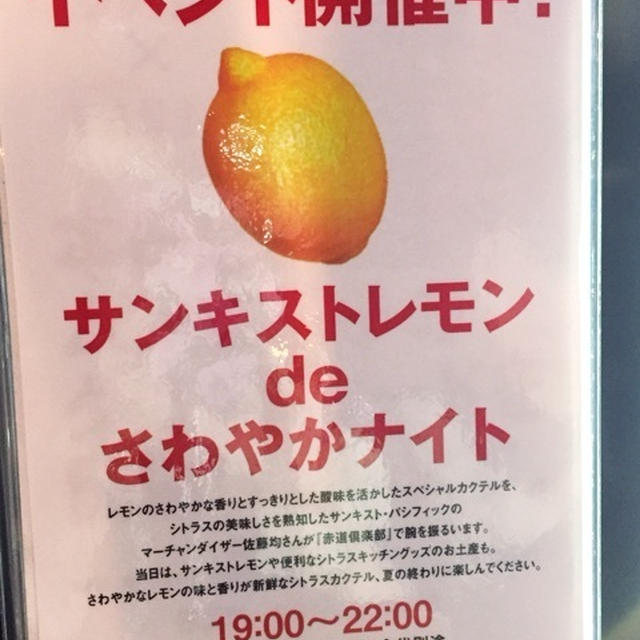 イベント開催中!
サンキストレモン
de
さわやかナイト
レモンのさわやかな香りとすっきりとした酸味を活かしたスペシャルカクテルを、
シトラスの美味しさを熟知したサンキスト・パシフィックの
マーチャンダイザー佐藤均さんが「赤道倶楽部」で腕を振るいます。
当日は、サンキストレモンや便利なシトラスキッチングッズのお土産も。
さわやかなレモンの味と香りが新鮮なシトラスカクテル、夏の終わりに楽しんでください。
19:00〜22:00